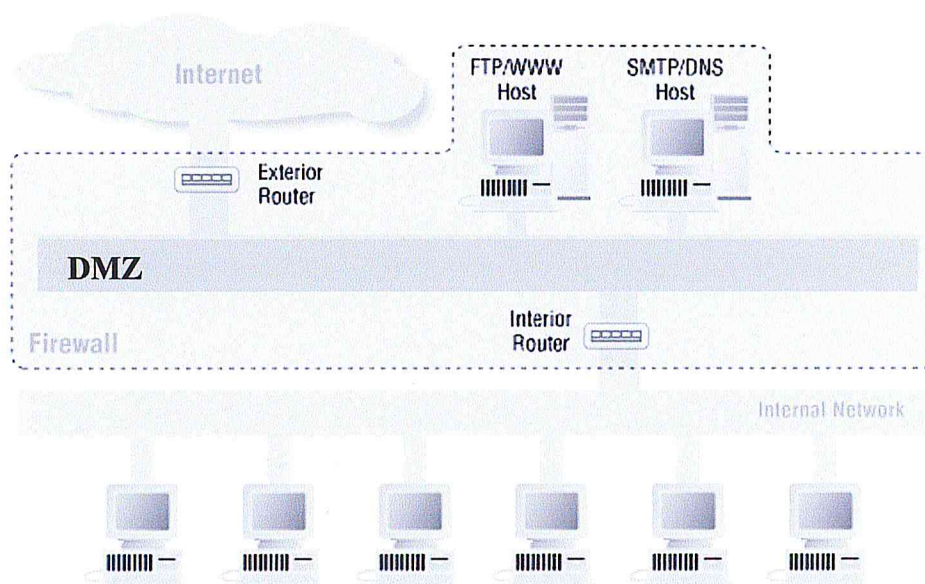 Internet
FTP/WWW
Host
SMTP/DNS
Host
Exterior
Router
DMZ
Interior
Router
Firewall
Internal Network